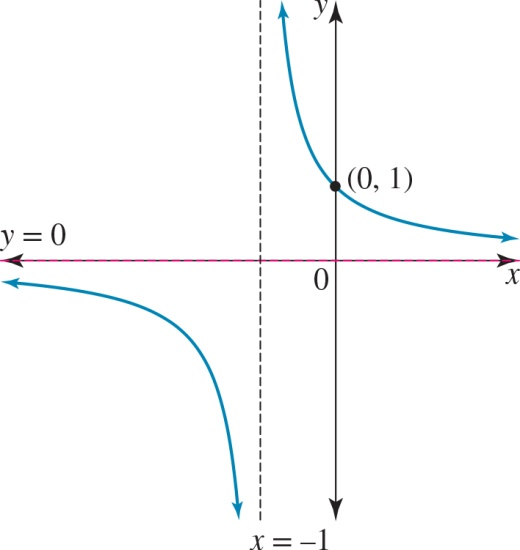 y
(0, 1)
y = 0
0
x
x = –1